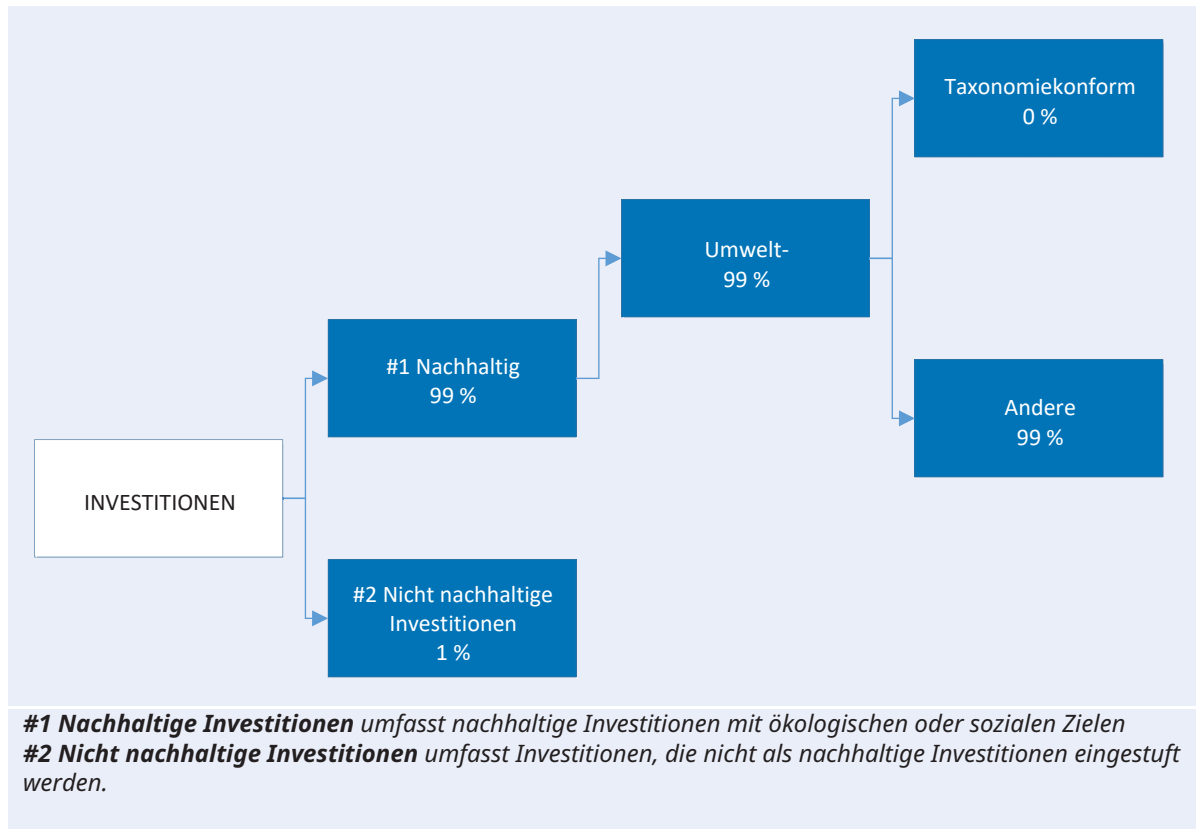 Taxonomiekonform
0 %
Umwelt-
99 %
#1 Nachhaltig
99 %
Andere
99 %
INVESTITIONEN
#2 Nicht nachhaltige
Investitionen
1 %
#1 Nachhaltige Investitionen umfasst nachhaltige Investitionen mit ökologischen oder sozialen Zielen
#2 Nicht nachhaltige Investitionen umfasst Investitionen, die nicht als nachhaltige Investitionen eingestuft
werden.